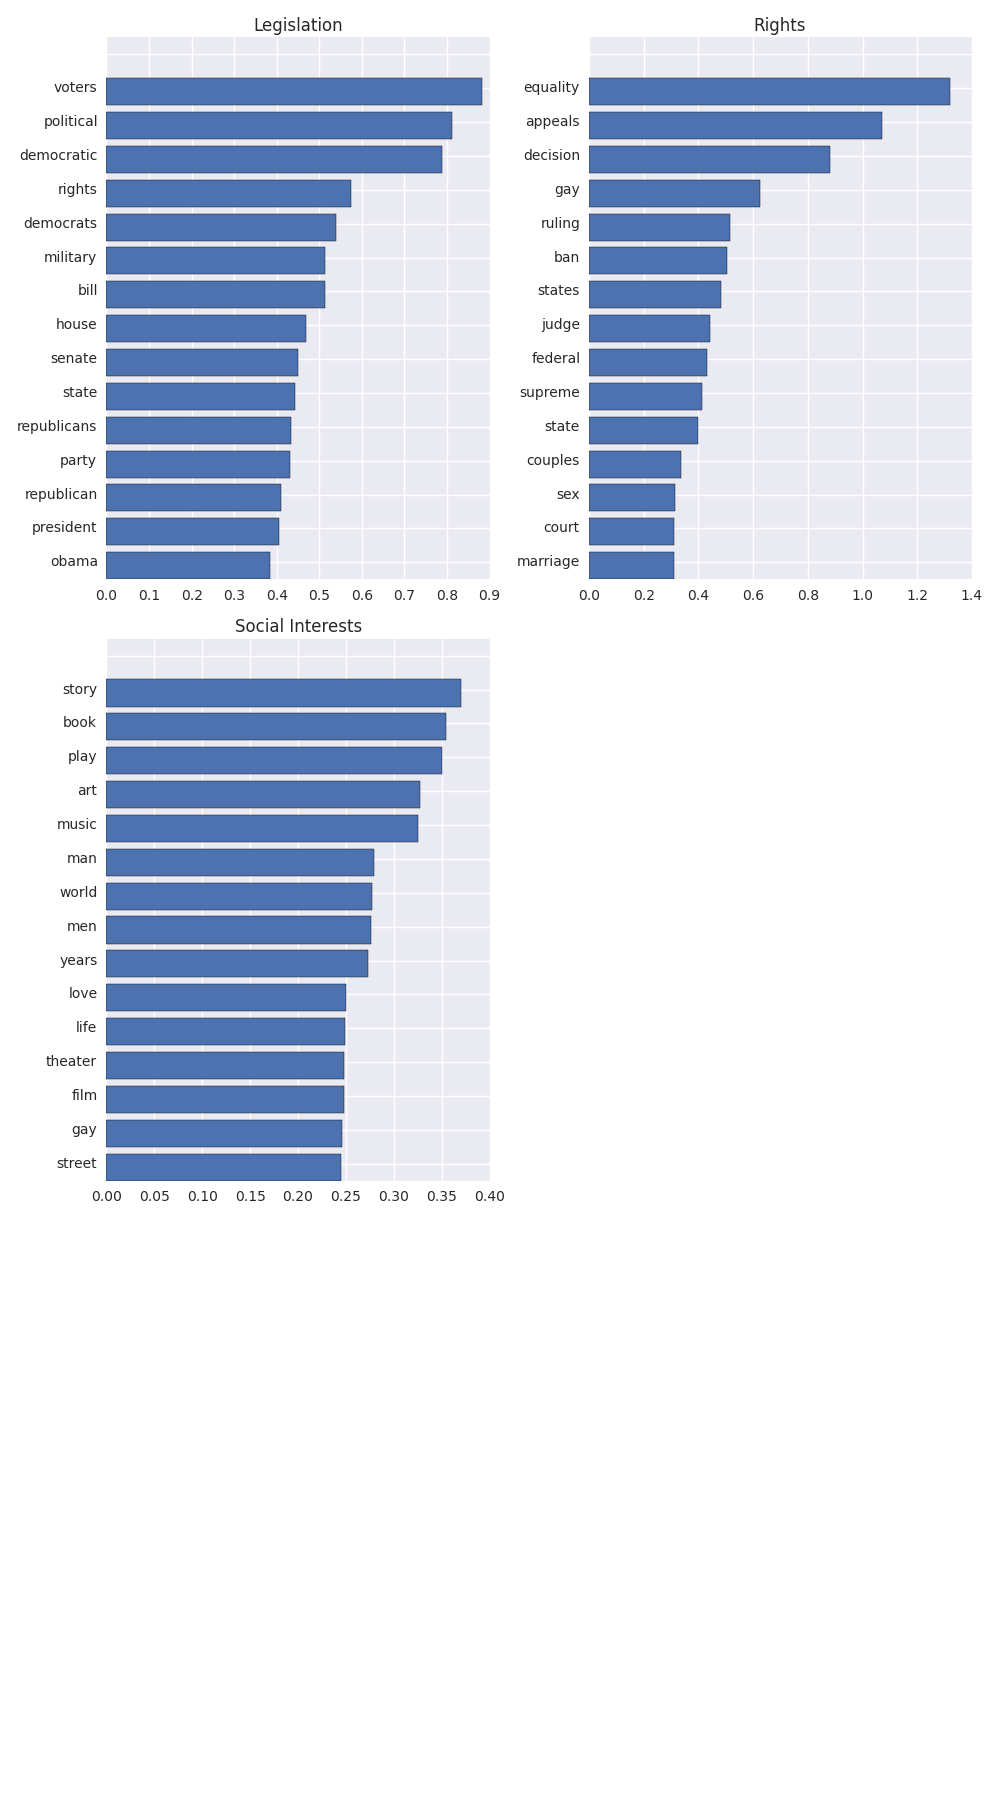 Legislation
voters
political
democratic
rights
democrats
military
bill
house
senate
state
republicans
party
republican
president
obama
0.0 0.1 0.2 0.3 0.4 0.5 0.6 0.7 0.8 0.9
Rights
equality
appeals
decision
gay
ruling
ban
states
judge
federal
supreme
state
couples
sex
court
marriage
0.0 0.2 0.4 0.6 0.8 1.0 1.2 1.4
Social Interests
story
book
play
art
music
man
world
men
years
love
life
theater
film
gay
street
0.00 0.05 0.10 0.15 0.20 0.25 0.30 0.35 0.40